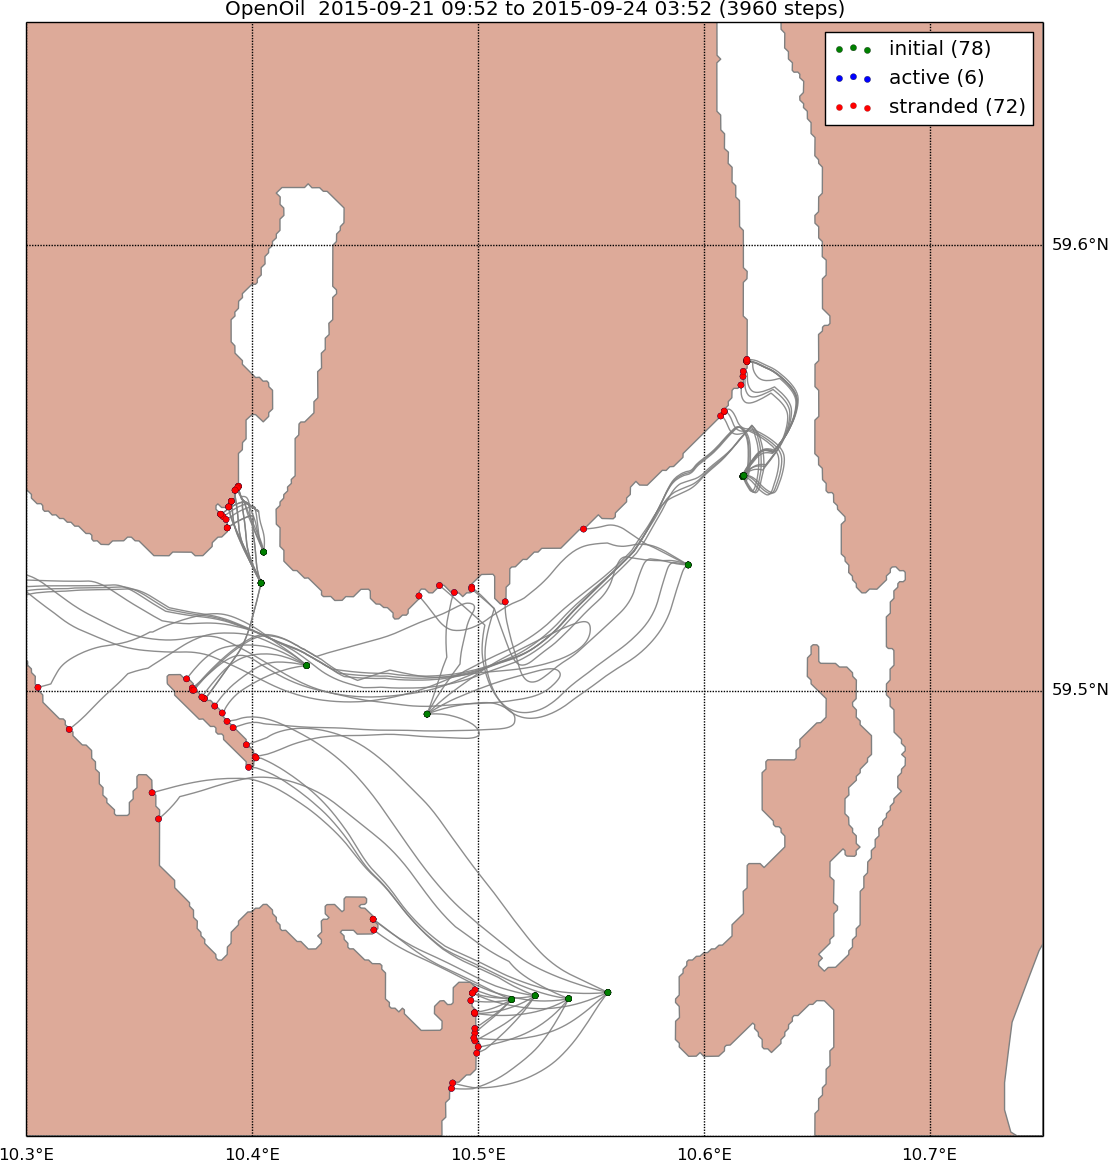 OpenOil 2015-09-21 09:52 to 2015-09-24 03:52 (3960 steps)
initial (78)
active (6)
stranded (72)
59.6°N
59.5°N
10.3°E 10.4°E 10.5°E 10.6°E 10.7°E